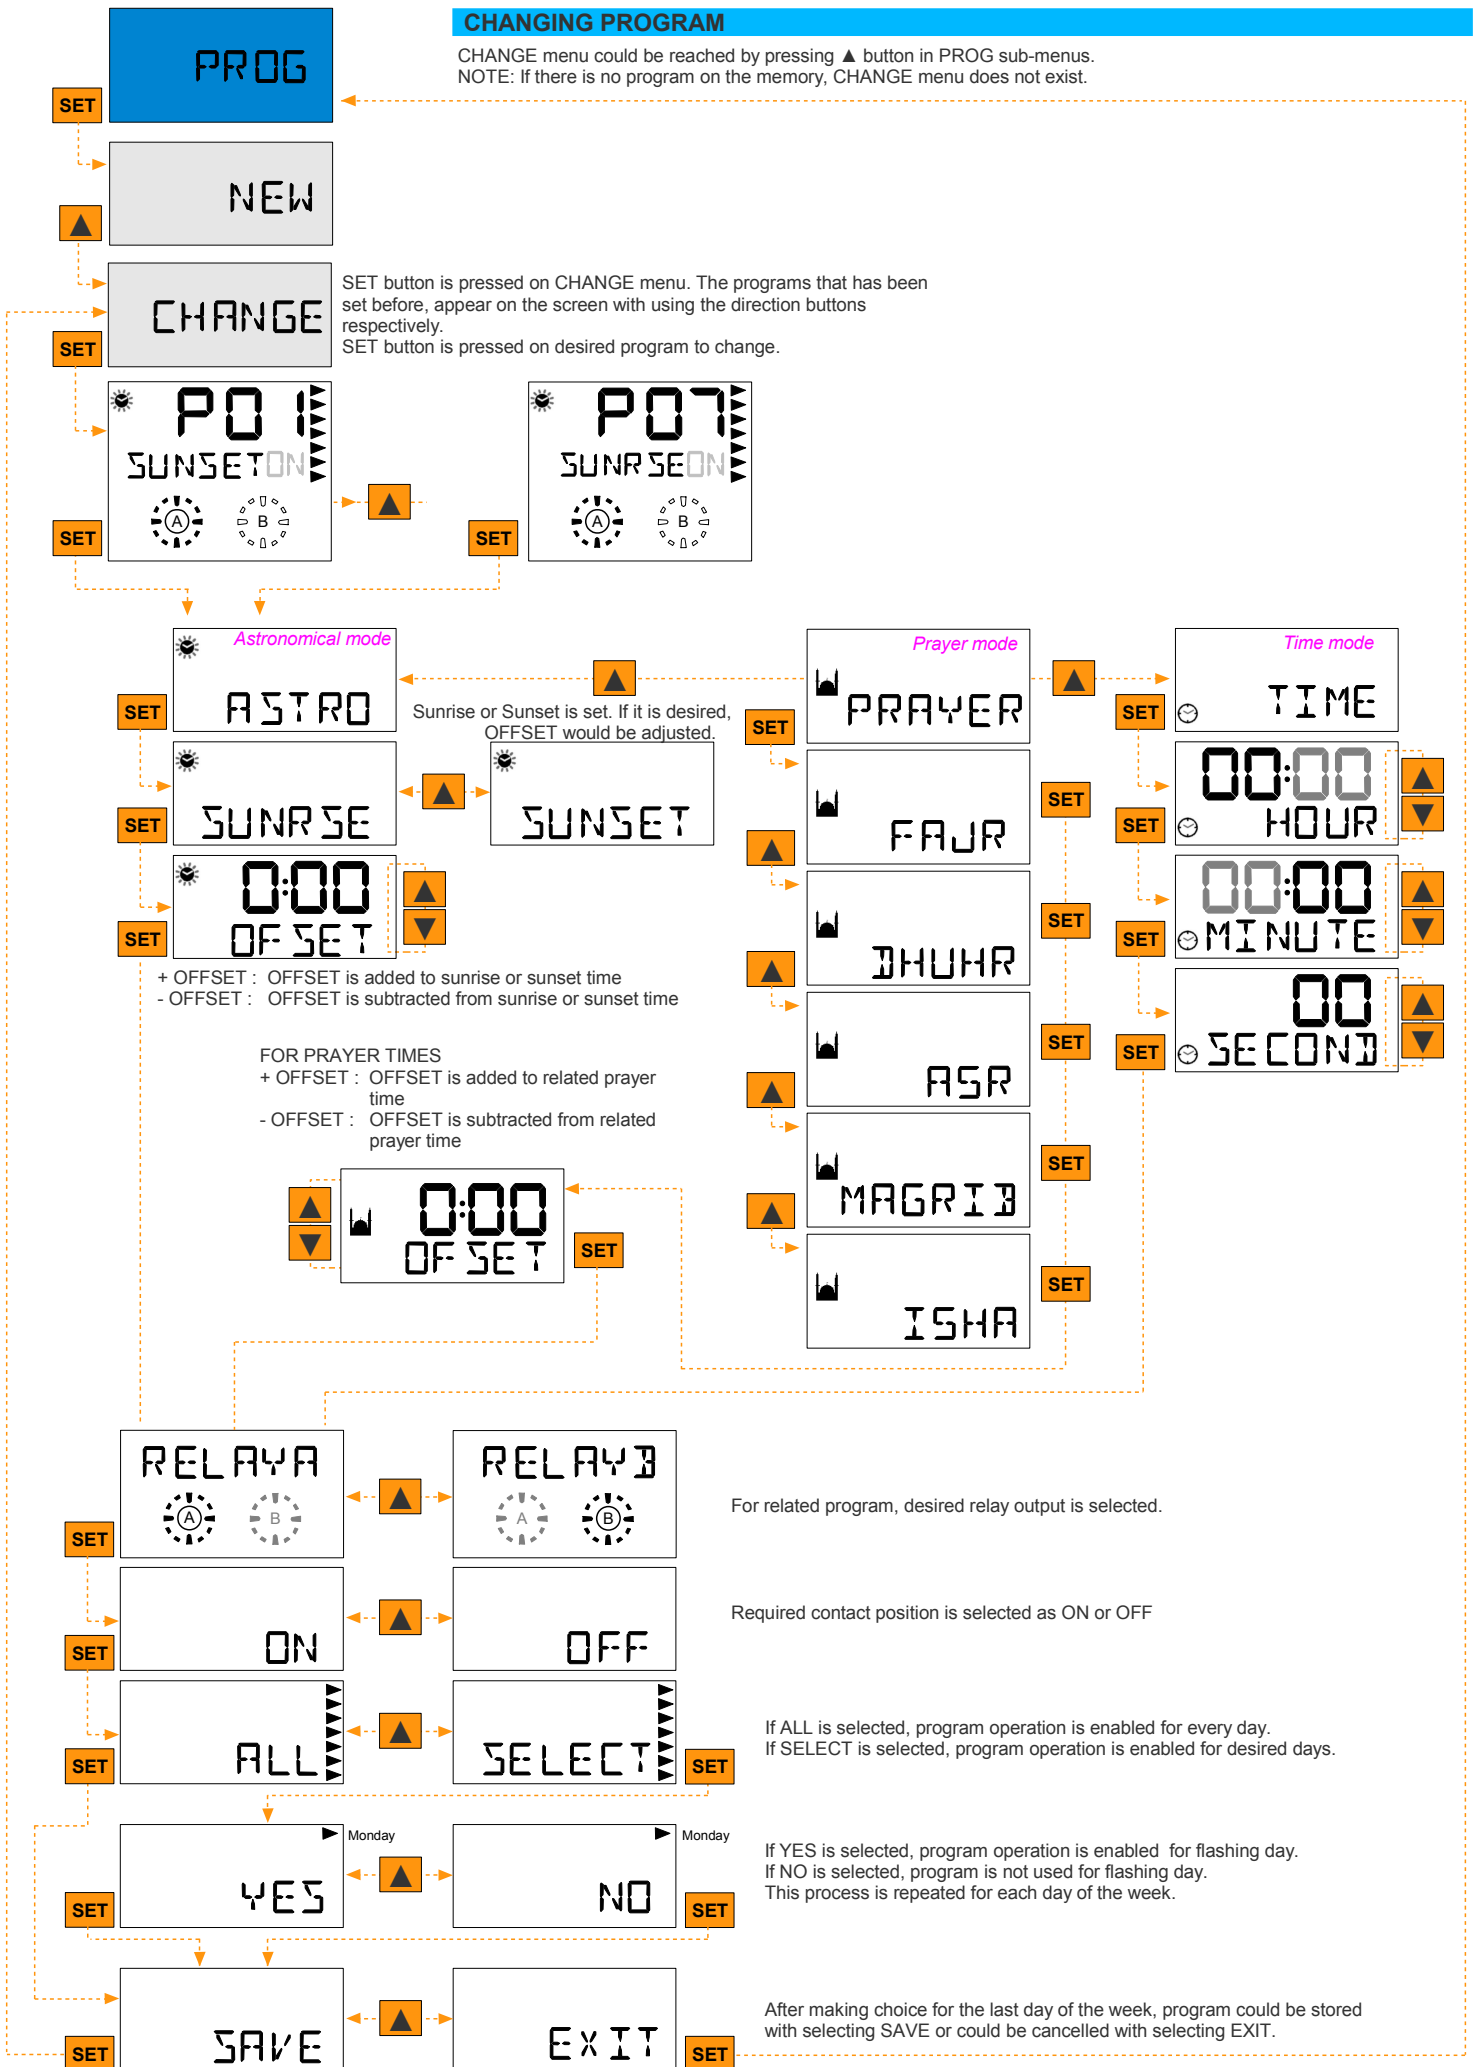 CHANGING PROGRAM
CHANGE menu could be reached by pressing ▲ button in PROG sub-menus.
NOTE: If there is no program on the memory, CHANGE menu does not exist.
PROG
SET
NEW
▲
CHANGE
SET button is pressed on CHANGE menu. The programs that has been
set before, appear on the screen with using the direction buttons
respectively.
SET button is pressed on desired program to change.
SET
P01
SUNSETON
A B
▲
SET
P07
SUNRSEON
A B
SET
Astronomical mode
ASTRO
SET
▲
Sunrise or Sunset is set. If it is desired,
OFFSET would be adjusted.
SUNRSE
SET
▲
SUNSET
0:00
OFSET
SET
▲
▼
+ OFFSET : OFFSET is added to sunrise or sunset time
- OFFSET : OFFSET is subtracted from sunrise or sunset time
Prayer mode
PRAYER
SET
▲
FAJR
SET
▲
DHUHR
SET
▲
ASR
SET
▲
MAGRIB
SET
▲
ISHA
SET
Time mode
TIME
SET
00:00
HOUR
SET
▲
▼
00:00
MINUTE
SET
▲
▼
00
SECOND
SET
▲
▼
FOR PRAYER TIMES
+ OFFSET : OFFSET is added to related prayer
time
- OFFSET : OFFSET is subtracted from related
prayer time
▲
▼
0:00
OFSET
SET
RELAYA
A B
SET
▲
RELAYB
A B
For related program, desired relay output is selected.
ON
SET
▲
OFF
Required contact position is selected as ON or OFF
ALL
SET
▲
SELECT
SET
If ALL is selected, program operation is enabled for every day.
If SELECT is selected, program operation is enabled for desired days.
Monday
YES
SET
▲
Monday
NO
SET
If YES is selected, program operation is enabled for flashing day.
If NO is selected, program is not used for flashing day.
This process is repeated for each day of the week.
SAVE
SET
▲
EXIT
SET
After making choice for the last day of the week, program could be stored
with selecting SAVE or could be cancelled with selecting EXIT.